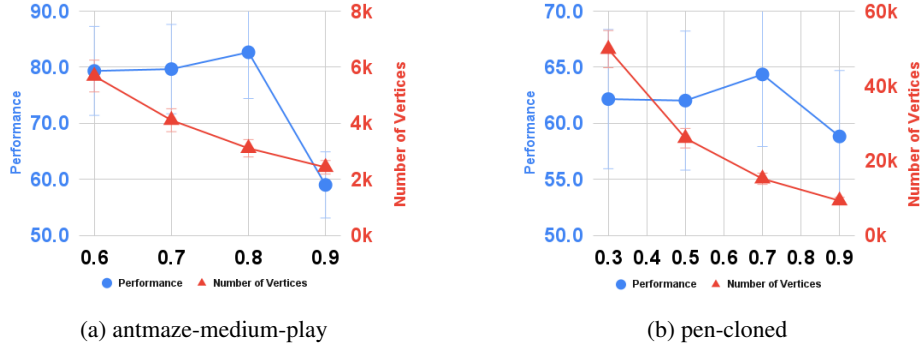 90.0
80.0
70.0
60.0
50.0
Performance
8k
6k
4k
2k
0k
Number of Vertices
0.6 0.7 0.8 0.9
Performance Number of Vertices
(a) antmaze-medium-play
70.0
65.0
60.0
55.0
50.0
Performance
60k
40k
20k
0k
Number of Vertices
0.3 0.4 0.5 0.6 0.7 0.8 0.9
Performance Number of Vertices
(b) pen-cloned